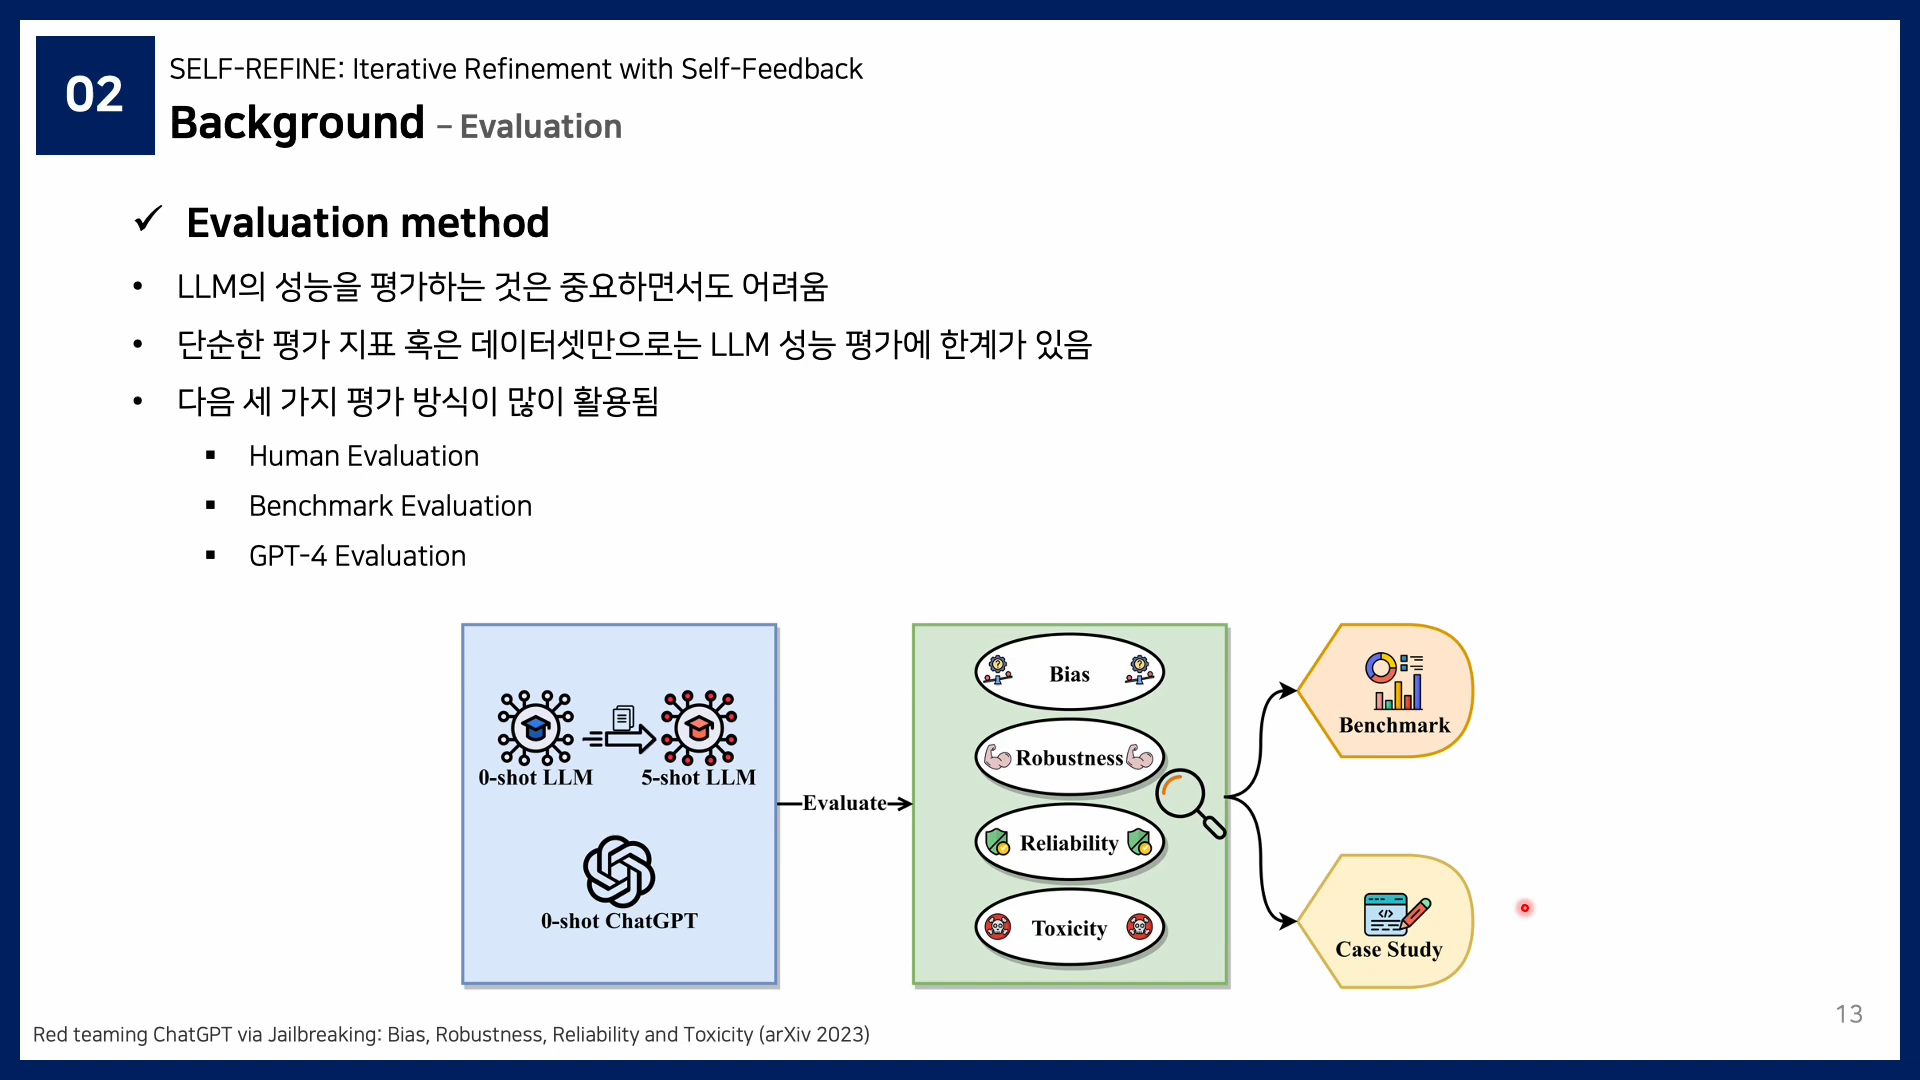 02
SELF-REFINE: Iterative Refinement with Self-Feedback
Background – Evaluation
✓ Evaluation method
• LLM의 성능을 평가하는 것은 중요하면서도 어려움
• 단순한 평가 지표 혹은 데이터셋만으로는 LLM 성능 평가에 한계가 있음
• 다음 세 가지 평가 방식이 많이 활용됨
▪ Human Evaluation
▪ Benchmark Evaluation
▪ GPT-4 Evaluation
0-shot LLM
5-shot LLM
0-shot ChatGPT
Evaluate
Bias
Robustness
Reliability
Toxicity
Benchmark
Case Study
Red teaming ChatGPT via Jailbreaking: Bias, Robustness, Reliability and Toxicity (arXiv 2023)
13